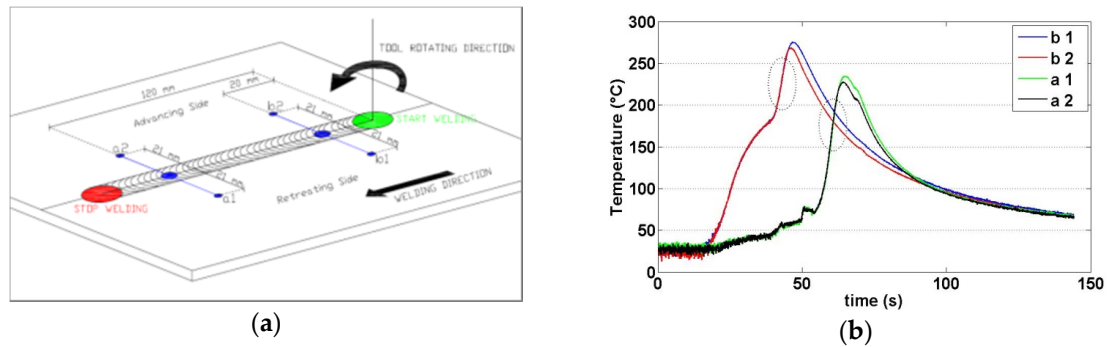 TOOL ROTATING DIRECTION
20 mm
120 mm
Advancing Side
b2
21 mm
START WELDING
a2
21 mm
21 mm
b1
21 mm
Retreating Side
WELDING DIRECTION
a1
STOP WELDING
(a)
300
250
200
150
100
50
0
Temperature (°C)
0
50
100
150
time (s)
b 1
b 2
a 1
a 2
(b)